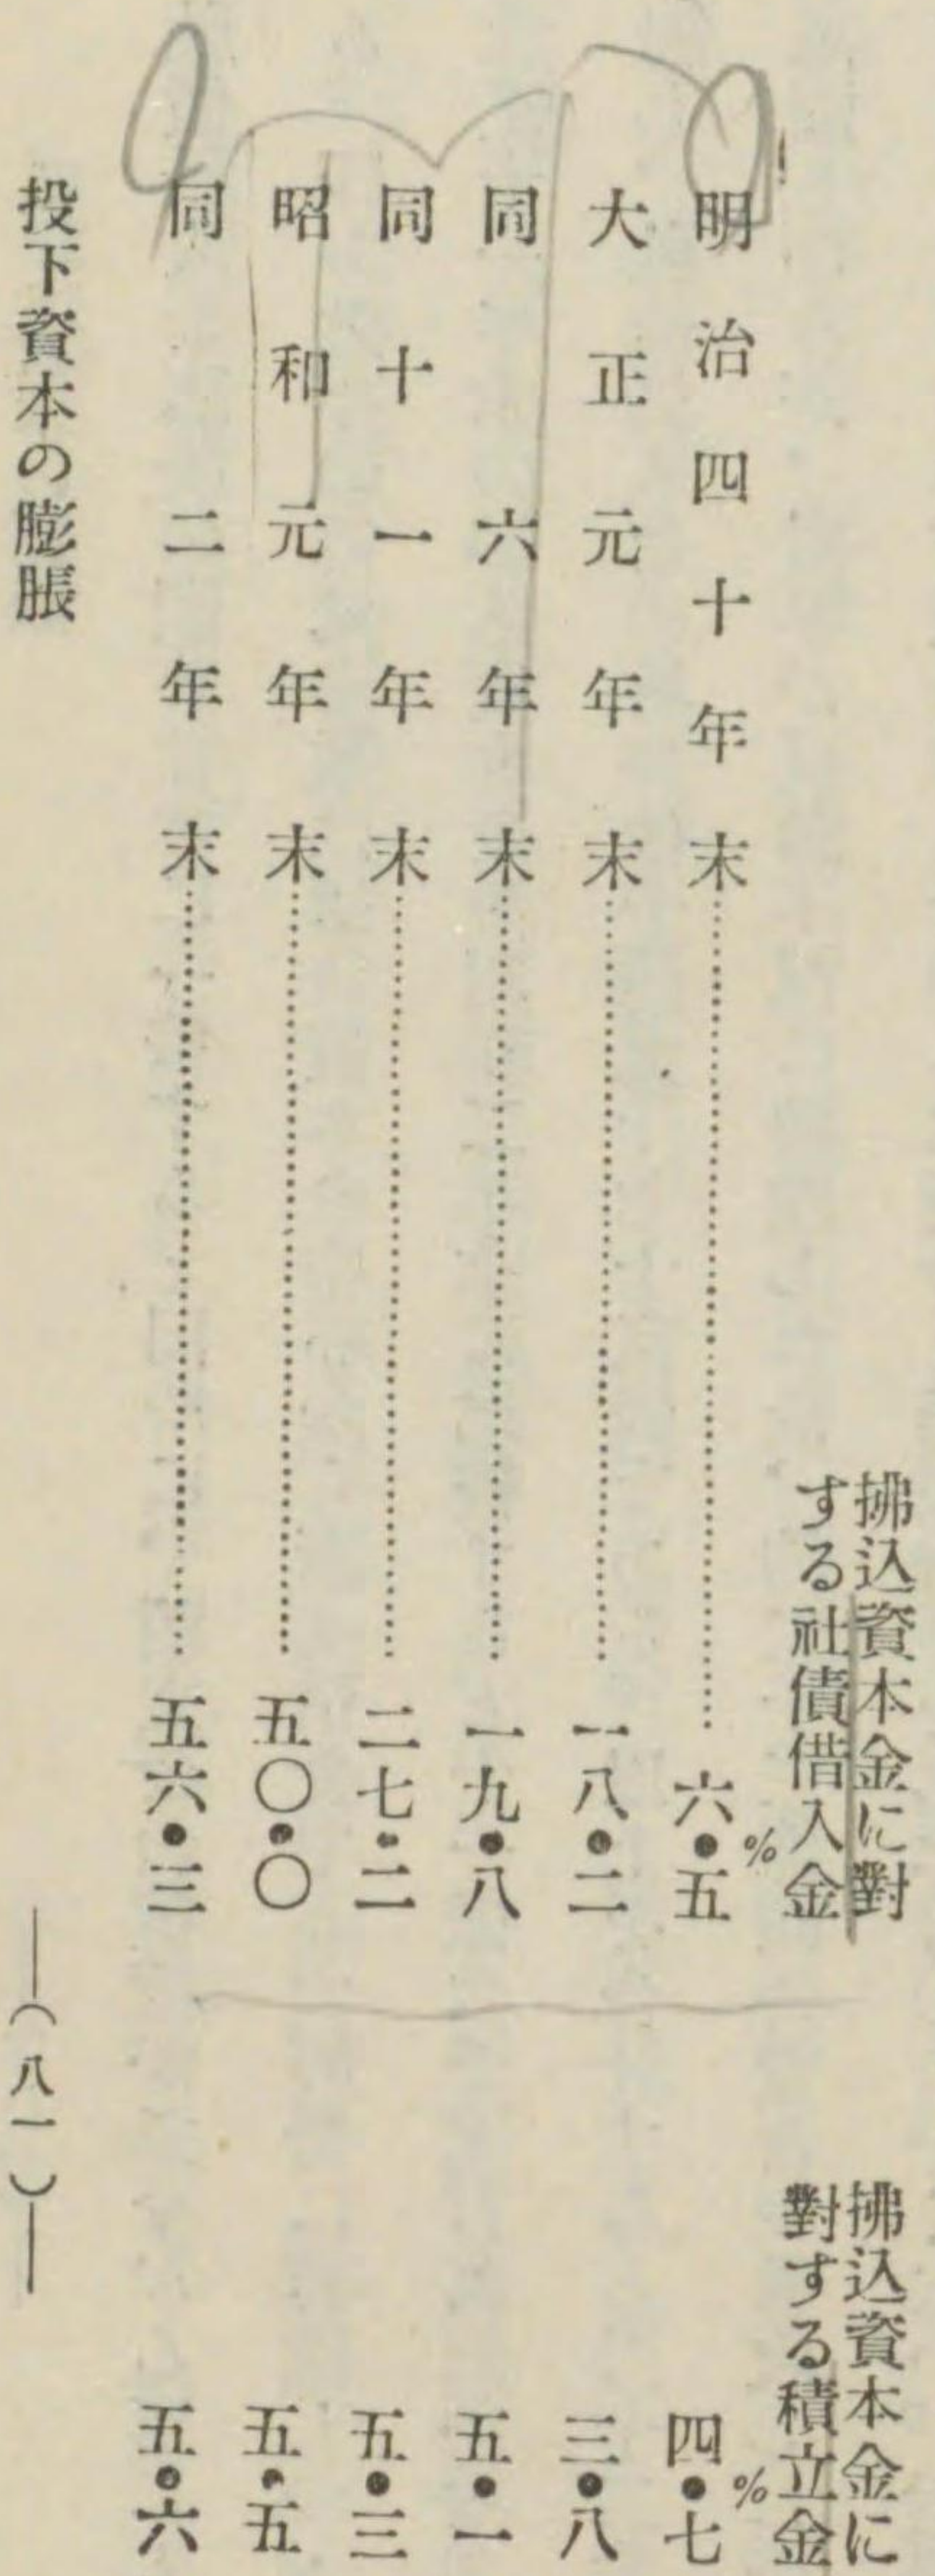 拂込資本金に對
する社債借入金
拂込資本金に
對する積立金
明治四十年末……六・五% 四・七%
大正元年末……一八・二 三・八
同六年末……一九・八 五・一
同十一年末……二七・二 五・三
昭和元年末……五〇・〇 五・五
同二年末……五六・三 五・六
投下資本の膨脹
―(八一)―